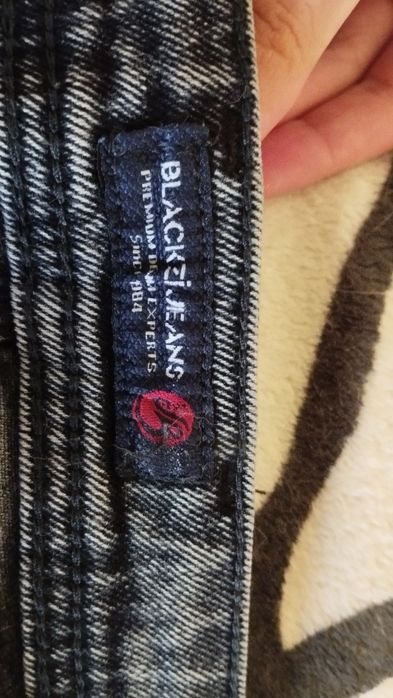 BLACK JEANS
PREMIUM DENIM EXPERTS
Since 1984